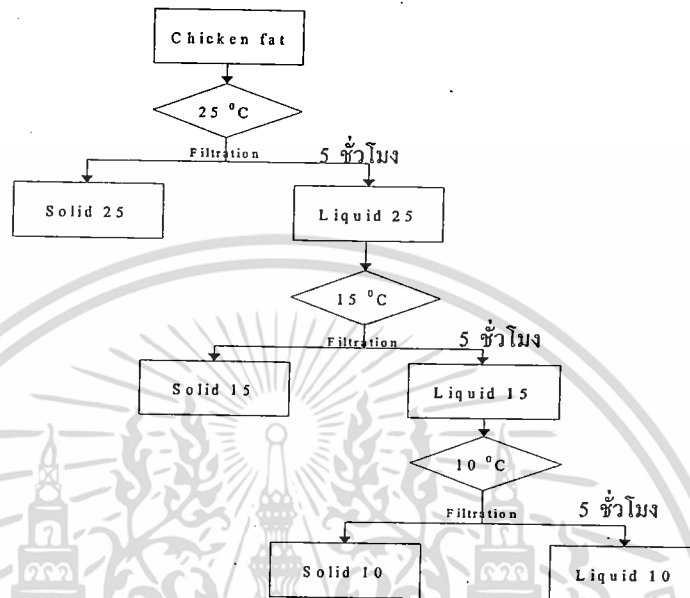 Chicken fat
25 °C
Filtration 5 ชั่วโมง
Solid 25 Liquid 25
15 °C
Filtration 5 ชั่วโมง
Solid 15 Liquid 15
10 °C
Filtration 5 ชั่วโมง
Solid 10 Liquid 10